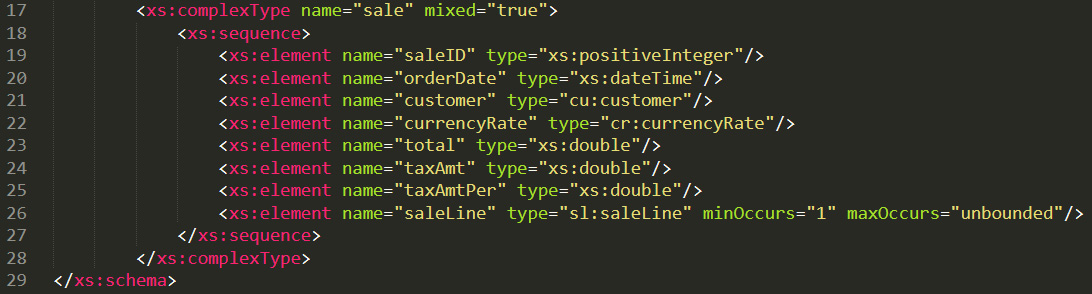 17 <xs:complexType name="sale" mixed="true">
18 <xs:sequence>
19 <xs:element name="saleID" type="xs:positiveInteger"/>
20 <xs:element name="orderDate" type="xs:dateTime"/>
21 <xs:element name="customer" type="cu:customer"/>
22 <xs:element name="currencyRate" type="cr:currencyRate"/>
23 <xs:element name="total" type="xs:double"/>
24 <xs:element name="taxAmt" type="xs:double"/>
25 <xs:element name="taxAmtPer" type="xs:double"/>
26 <xs:element name="saleLine" type="sl:saleLine" minOccurs="1" maxOccurs="unbounded"/>
27 </xs:sequence>
28 </xs:complexType>
29 </xs:schema>